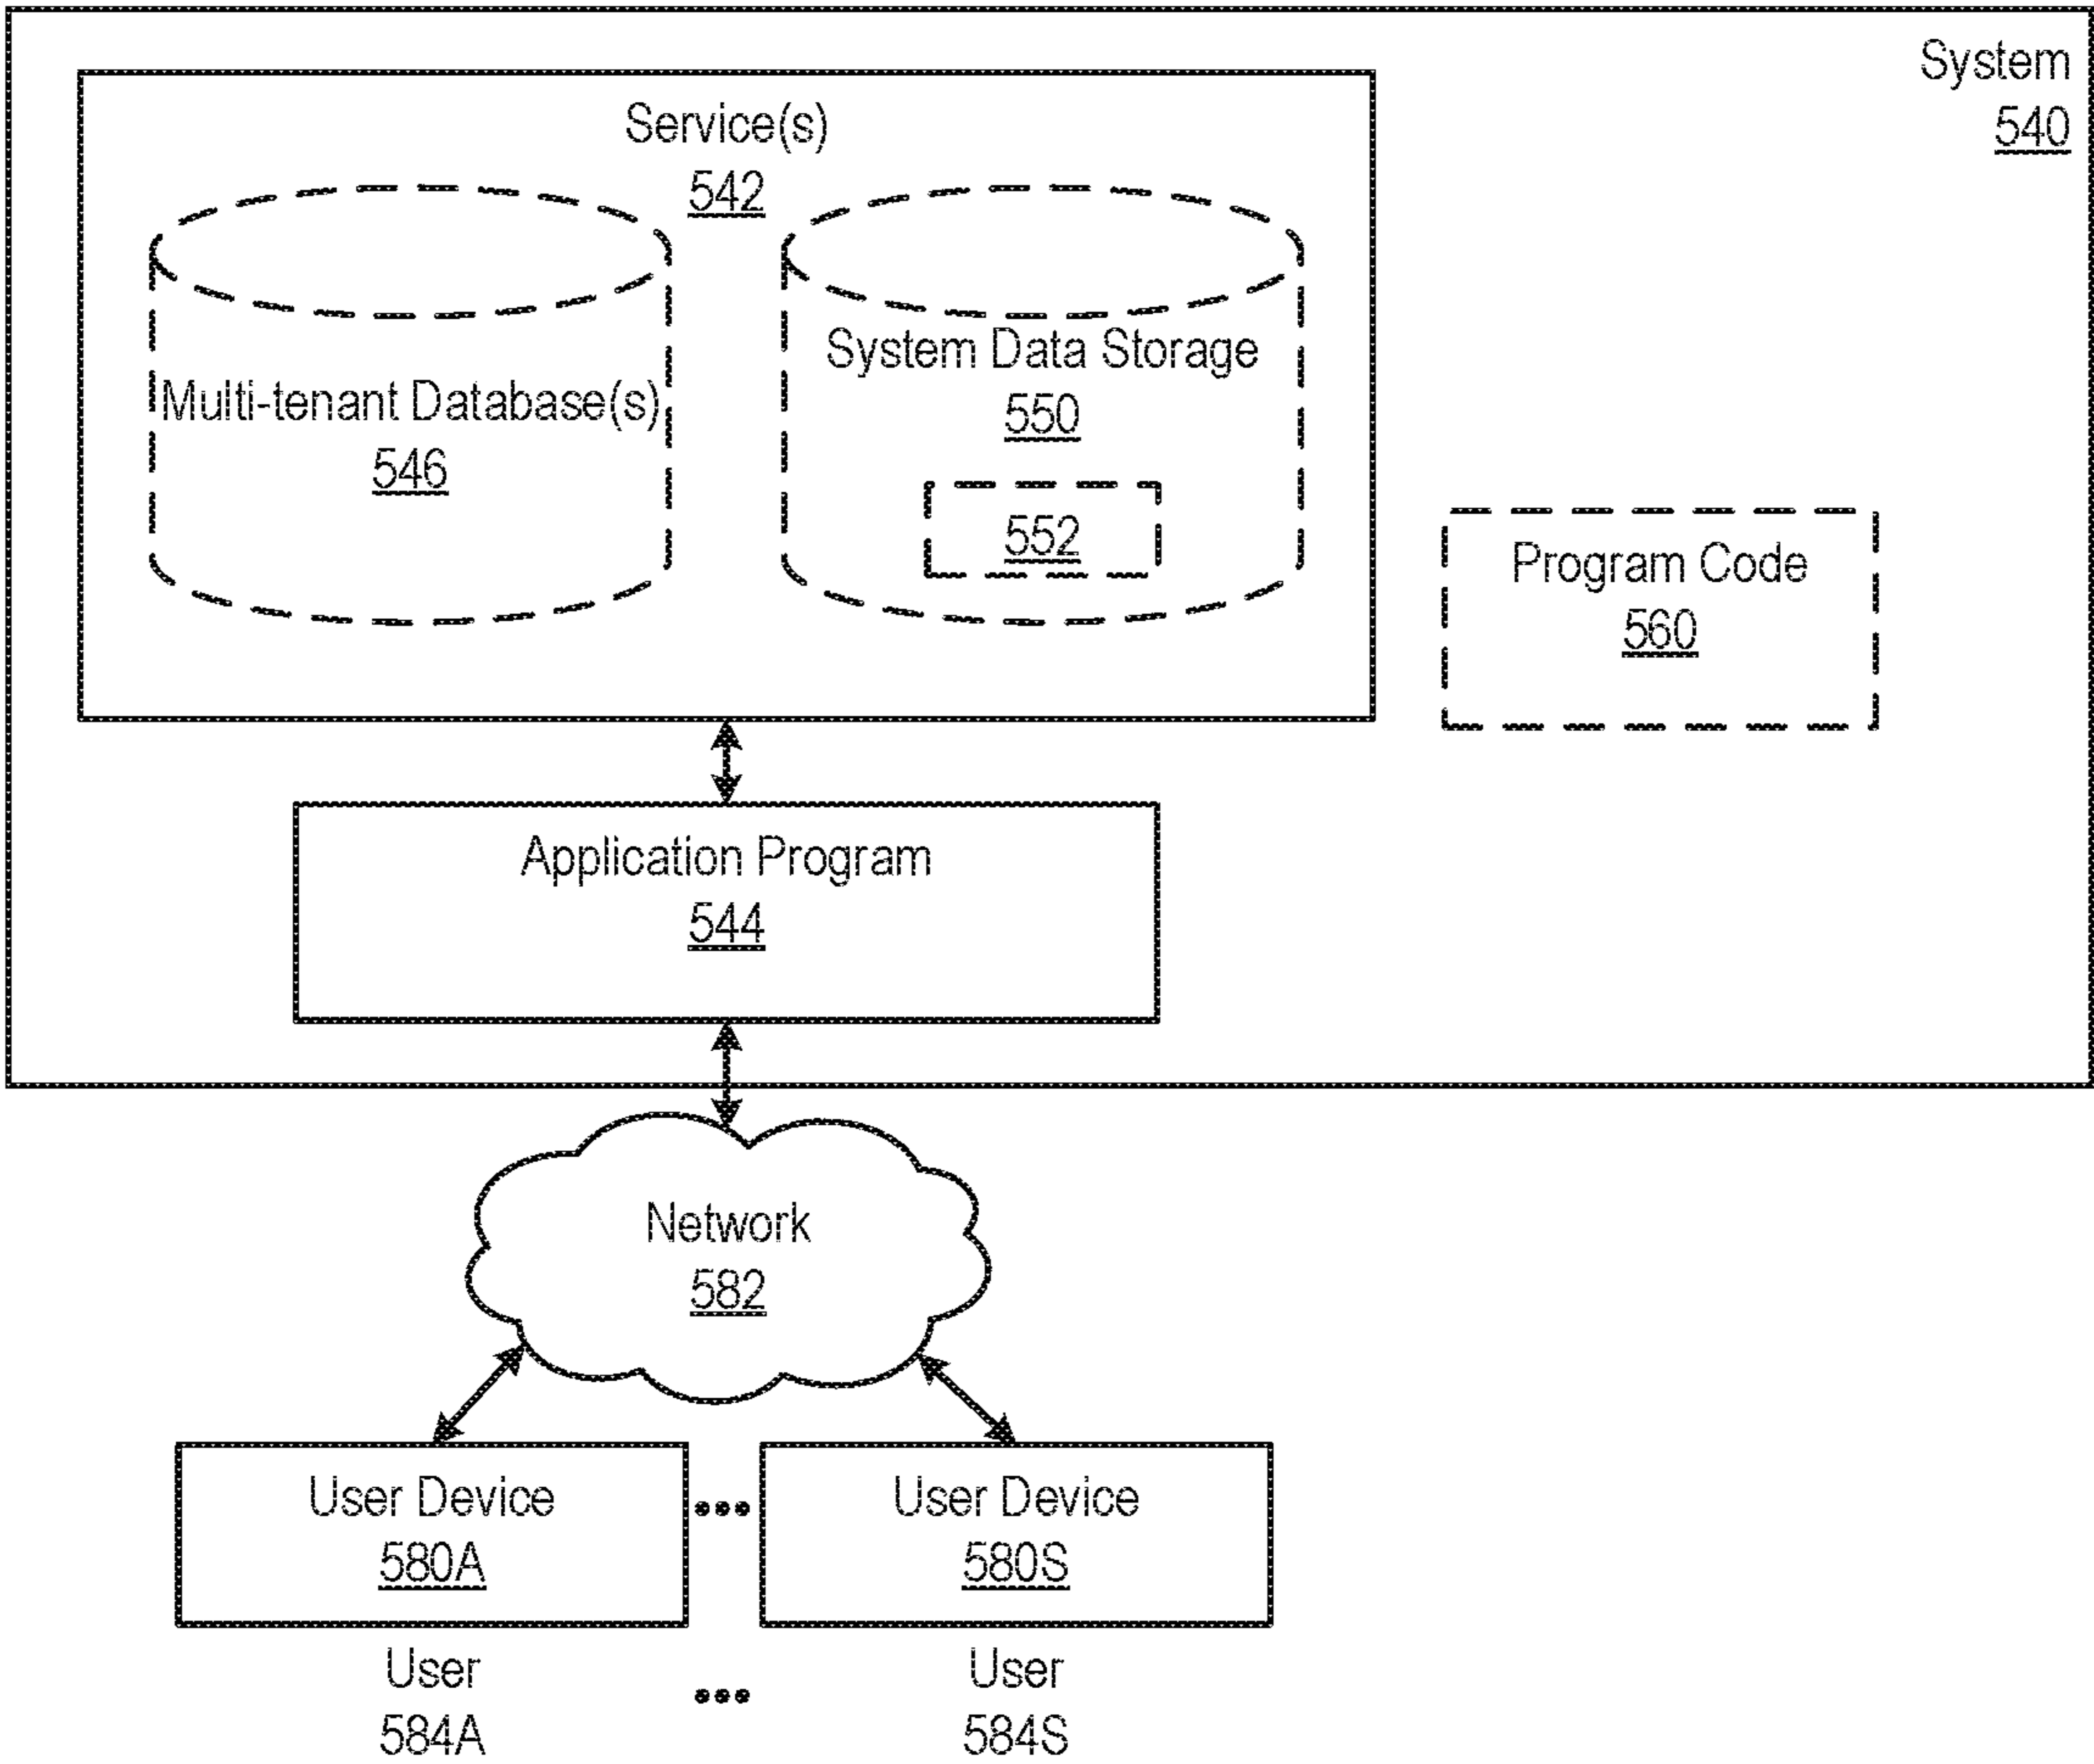 System
540
Service(s)
542
Multi-tenant Database(s)
546
System Data Storage
550
552
Program Code
560
Application Program
544
Network
582
User Device
580A
•••
User Device
580S
User
584A
•••
User
584S